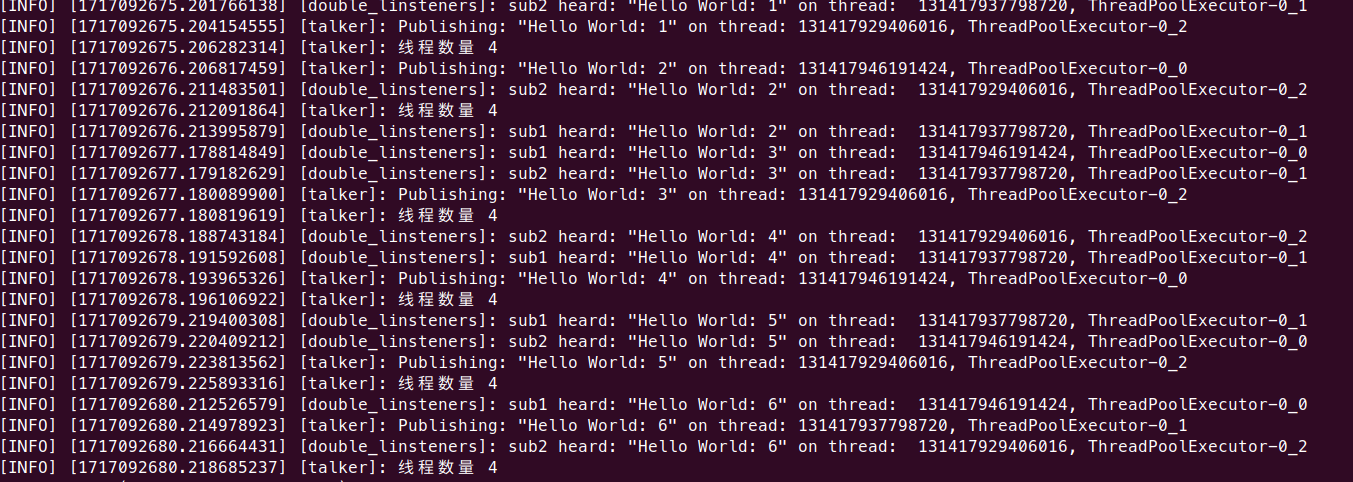 [INFO] [1717092675.201766138] [double_linsteners]: sub2 heard: "Hello World: 1" on thread:  131417937798720, ThreadPoolExecutor-0_1
[INFO] [1717092675.204154555] [talker]: Publishing: "Hello World: 1" on thread: 131417929406016, ThreadPoolExecutor-0_2
[INFO] [1717092675.206282314] [talker]: 线程数量 4
[INFO] [1717092676.206817459] [talker]: Publishing: "Hello World: 2" on thread: 131417946191424, ThreadPoolExecutor-0_0
[INFO] [1717092676.211483501] [double_linsteners]: sub2 heard: "Hello World: 2" on thread:  131417929406016, ThreadPoolExecutor-0_2
[INFO] [1717092676.212091864] [talker]: 线程数量 4
[INFO] [1717092676.213995879] [double_linsteners]: sub1 heard: "Hello World: 2" on thread:  131417937798720, ThreadPoolExecutor-0_1
[INFO] [1717092677.178814849] [double_linsteners]: sub1 heard: "Hello World: 3" on thread:  131417946191424, ThreadPoolExecutor-0_0
[INFO] [1717092677.179182629] [double_linsteners]: sub2 heard: "Hello World: 3" on thread:  131417937798720, ThreadPoolExecutor-0_1
[INFO] [1717092677.180089900] [talker]: Publishing: "Hello World: 3" on thread: 131417929406016, ThreadPoolExecutor-0_2
[INFO] [1717092677.180819619] [talker]: 线程数量 4
[INFO] [1717092678.188743184] [double_linsteners]: sub2 heard: "Hello World: 4" on thread:  131417929406016, ThreadPoolExecutor-0_2
[INFO] [1717092678.191592608] [double_linsteners]: sub1 heard: "Hello World: 4" on thread:  131417937798720, ThreadPoolExecutor-0_1
[INFO] [1717092678.193965326] [talker]: Publishing: "Hello World: 4" on thread: 131417946191424, ThreadPoolExecutor-0_0
[INFO] [1717092678.196106922] [talker]: 线程数量 4
[INFO] [1717092679.219400308] [double_linsteners]: sub1 heard: "Hello World: 5" on thread:  131417937798720, ThreadPoolExecutor-0_1
[INFO] [1717092679.220409212] [double_linsteners]: sub2 heard: "Hello World: 5" on thread:  131417946191424, ThreadPoolExecutor-0_0
[INFO] [1717092679.223813562] [talker]: Publishing: "Hello World: 5" on thread: 131417929406016, ThreadPoolExecutor-0_2
[INFO] [1717092679.225893316] [talker]: 线程数量 4
[INFO] [1717092680.212526579] [double_linsteners]: sub1 heard: "Hello World: 6" on thread:  131417946191424, ThreadPoolExecutor-0_0
[INFO] [1717092680.214978923] [talker]: Publishing: "Hello World: 6" on thread: 131417937798720, ThreadPoolExecutor-0_1
[INFO] [1717092680.216664431] [double_linsteners]: sub2 heard: "Hello World: 6" on thread:  131417929406016, ThreadPoolExecutor-0_2
[INFO] [1717092680.218685237] [talker]: 线程数量 4